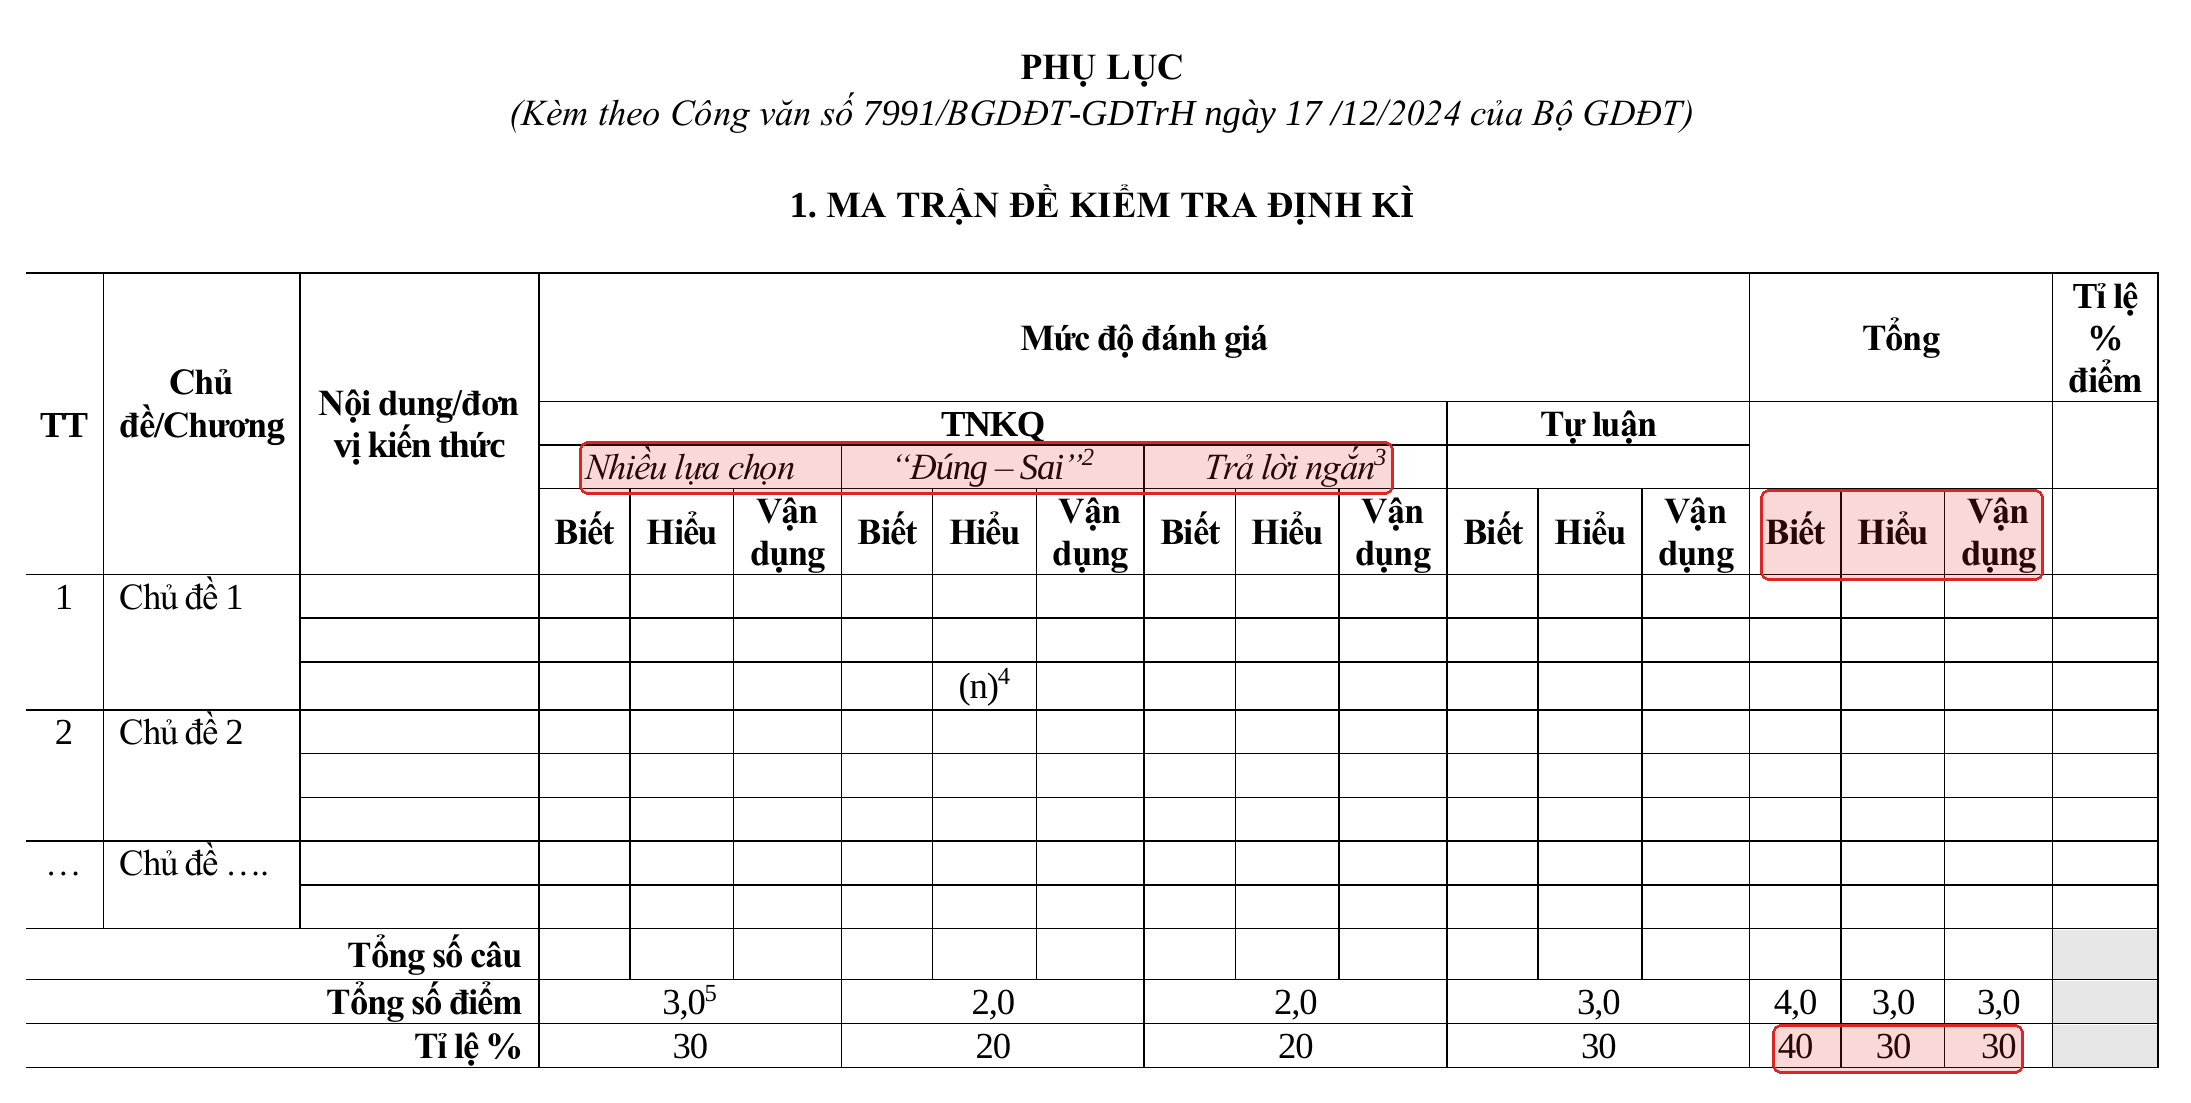 PHỤ LỤC
(Kèm theo Công văn số 7991/BGDĐT-GDTrH ngày 17 /12/2024 của Bộ GDĐT)
1. MA TRẬN ĐỀ KIỂM TRA ĐỊNH KÌ
TT
Chủ
đề/Chương
Nội dung/đơn
vị kiến thức
Mức độ đánh giá
Tổng
Tỉ lệ
%
điểm
TNKQ
Tự luận
Nhiều lựa chọn
“Đúng – Sai”2
Trả lời ngắn3
Biết
Hiểu
Vận
dụng
Biết
Hiểu
Vận
dụng
Biết
Hiểu
Vận
dụng
Biết
Hiểu
Vận
dụng
Biết
Hiểu
Vận
dụng
1
Chủ đề 1
(n)4
2
Chủ đề 2
…
Chủ đề ….
Tổng số câu
Tổng số điểm
3,05
2,0
2,0
3,0
4,0
3,0
3,0
Tỉ lệ %
30
20
20
30
40
30
30